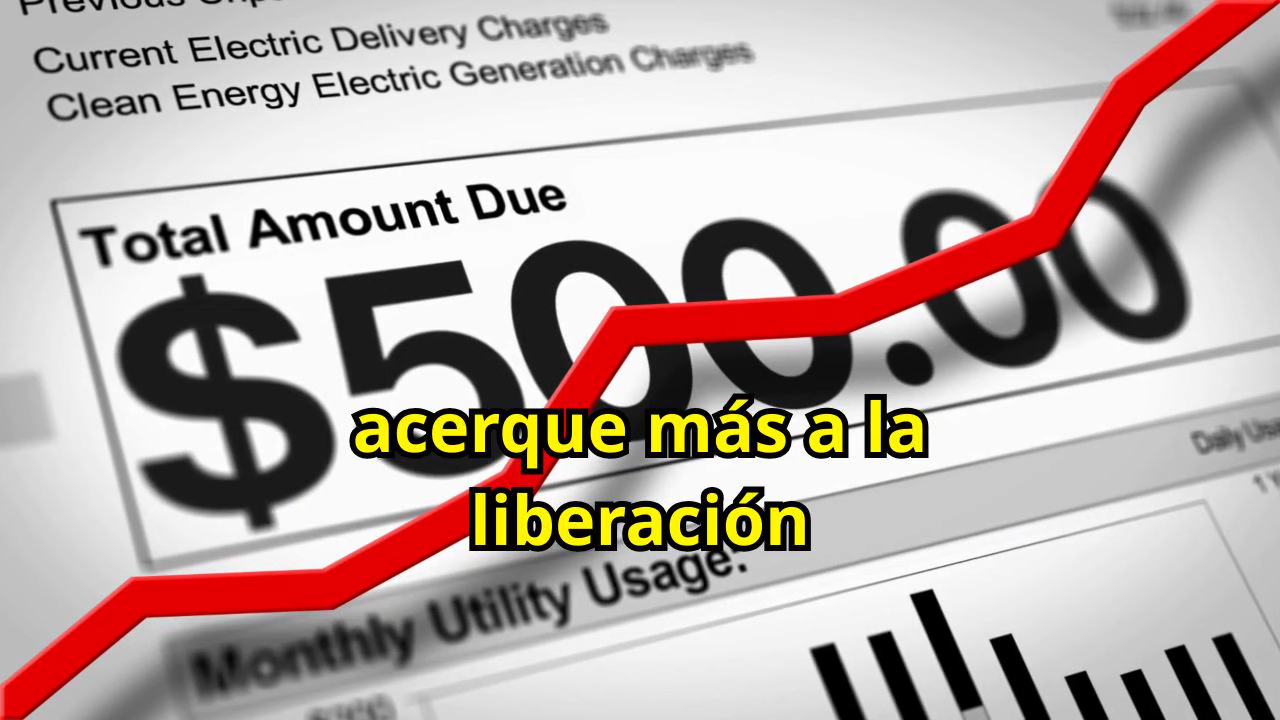 Current Electric Delivery Charges
Clean Energy Electric Generation Charges
Total Amount Due
$500.00
acerque más a la
liberación
Monthly Utility Usage: